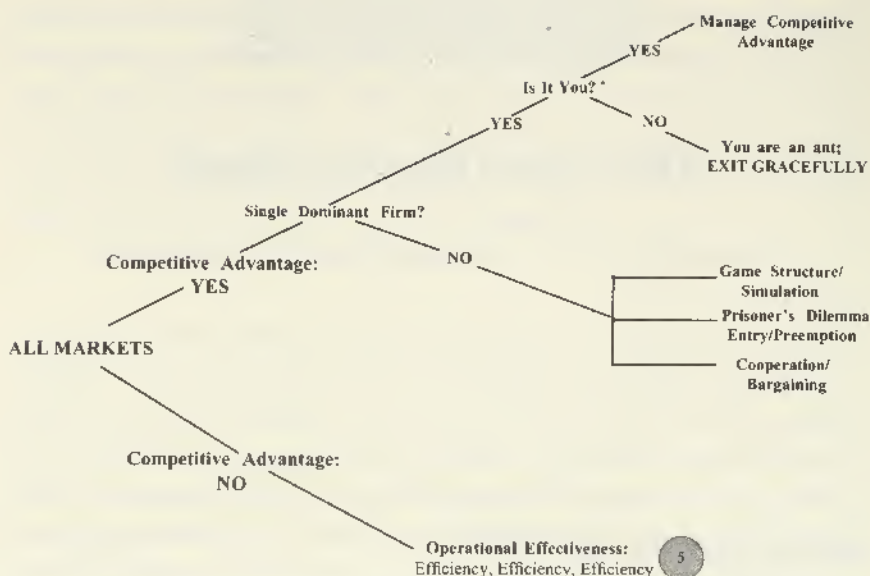 Manage Competitive
Advantage
YES
Is It You?
YES
NO
You are an ant;
EXIT GRACEFULLY
Single Dominant Firm?
Competitive Advantage:
YES
NO
Game Structure/
Simulation
Prisoner's Dilemma
Entry/Preemption
Cooperation/
Bargaining
ALL MARKETS
Competitive Advantage:
NO
Operational Effectiveness:
Efficiency, Efficiency, Efficiency
5